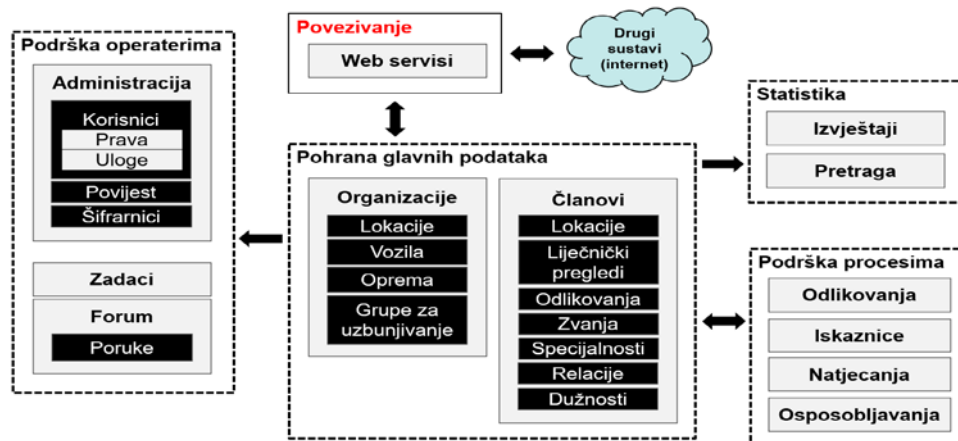 Podrška operaterima
Administracija
Korisnici
Prava
Uloge
Povijest
Šifrarnici
Zadaci
Forum
Poruke
Povezivanje
Web servisi
Drugi
sustavi
(internet)
Pohrana glavnih podataka
Organizacije
Lokacije
Vozila
Oprema
Grupe za
uzbunjivanje
Članovi
Lokacije
Liječnički
pregledi
Odlikovanja
Zvanja
Specijalnosti
Relacije
Dužnosti
Statistika
Izvještaji
Pretraga
Podrška procesima
Odlikovanja
Iskaznice
Natjecanja
Osposobljavanja